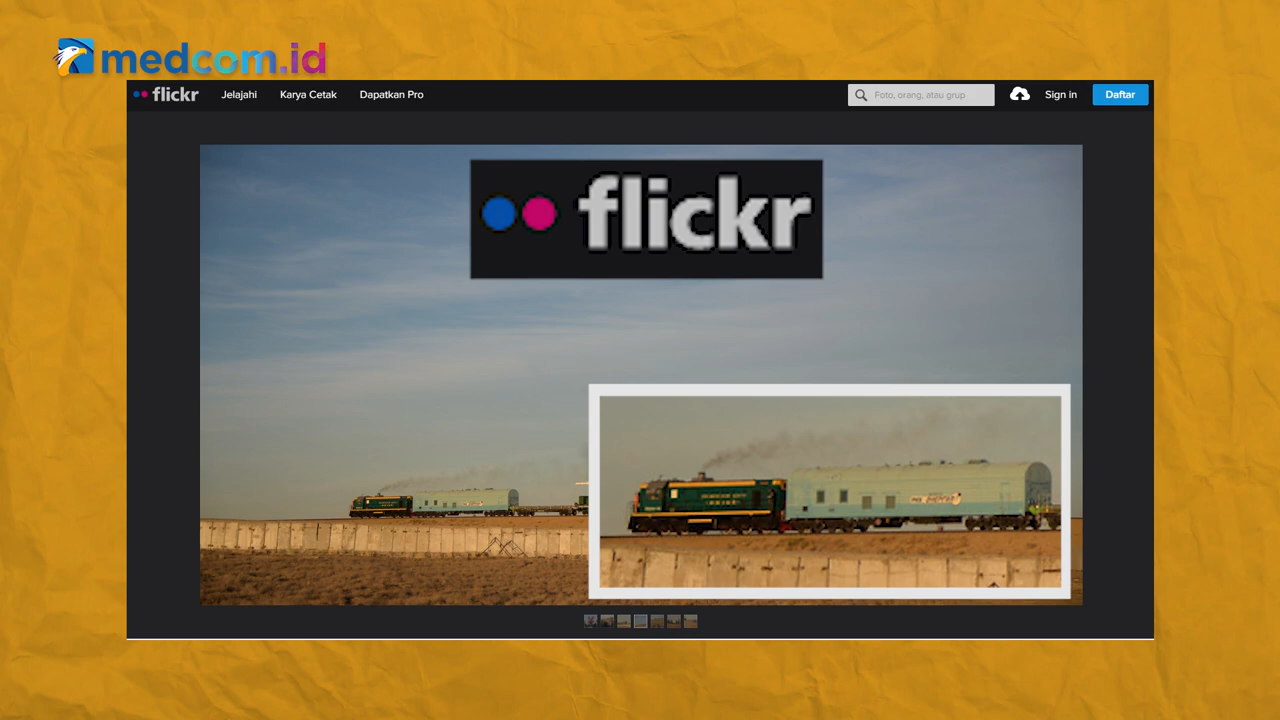 medcom.id
flickr
Jelajahi
Karya Cetak
Dapatkan Pro
Foto, orang, atau grup
Sign in
Daftar
flickr